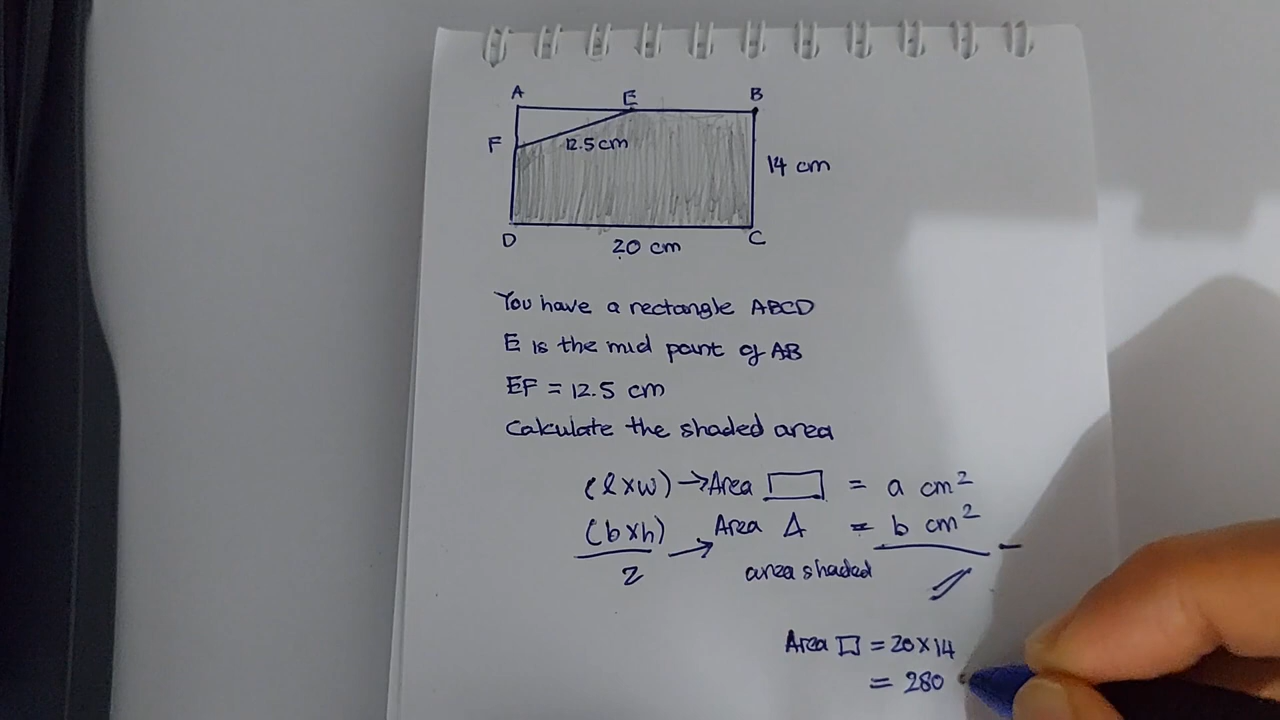 A E B
F 12.5 cm
14 cm
D 20 cm C
You have a rectangle ABCD
E is the mid point of AB
EF = 12.5 cm
Calculate the shaded area
(l x w) → Area = a cm²
(b x h) Area Δ = b cm²
2 → area shaded
Area = 20 x 14
= 280